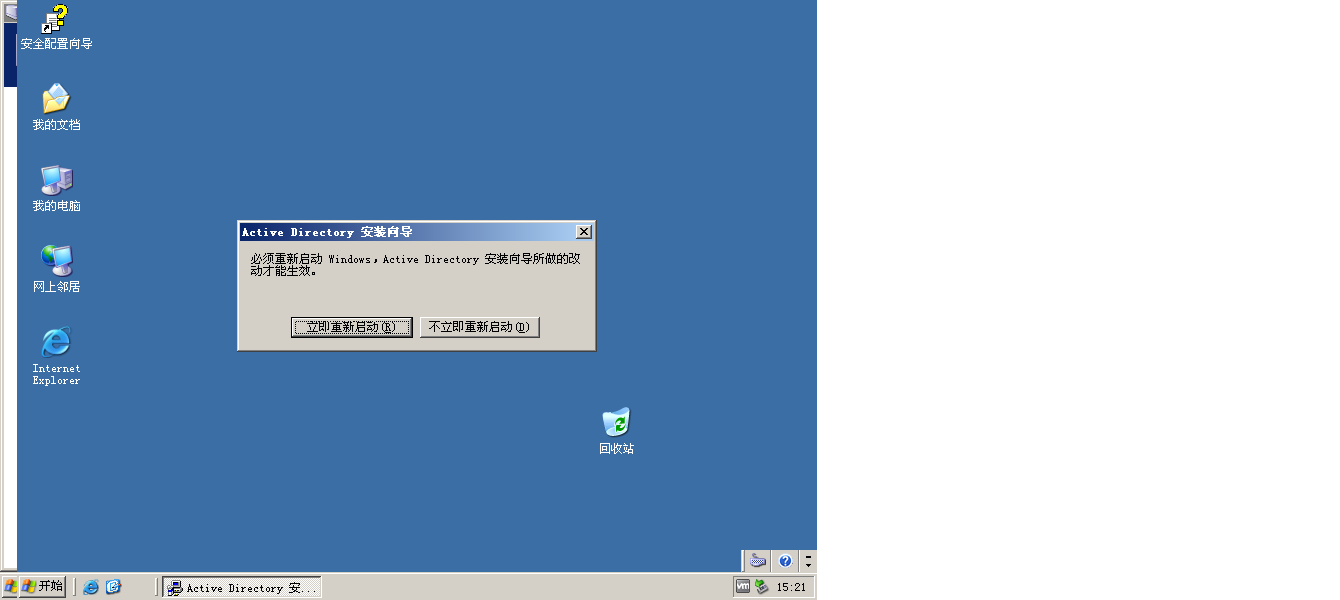 安全配置向导
我的文档
我的电脑
网上邻居
Internet
Explorer
Active Directory 安装向导
必须重新启动 Windows，Active Directory 安装向导所做的改
动才能生效。
立即重新启动(R)
不立即重新启动(D)
回收站
开始
Active Directory 安...
vm
15:21